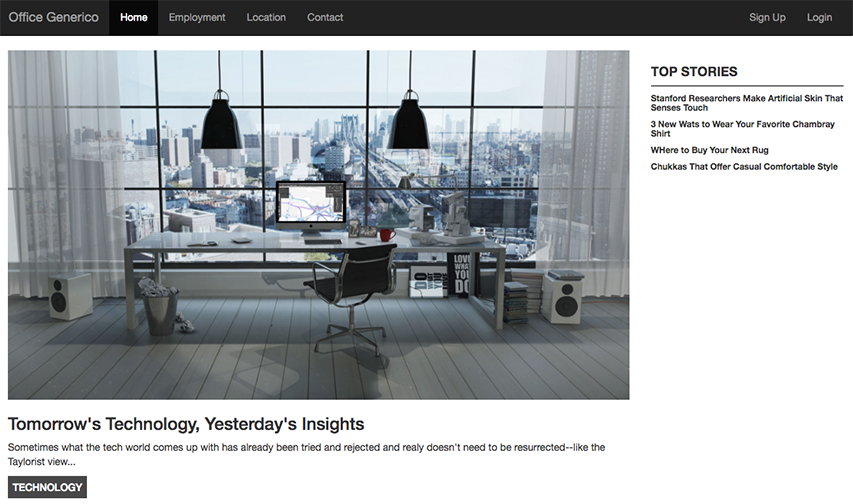 Office Generico
Home
Employment
Location
Contact
Sign Up
Login
TOP STORIES
Stanford Researchers Make Artificial Skin That
Senses Touch
3 New Wats to Wear Your Favorite Chambray
Shirt
WHere to Buy Your Next Rug
Chukkas That Offer Casual Comfortable Style
LOVE
WHAT
YOU
DO
Tomorrow's Technology, Yesterday's Insights
Sometimes what the tech world comes up with has already been tried and rejected and realy doesn't need to be resurrected--like the
Taylorist view...
TECHNOLOGY